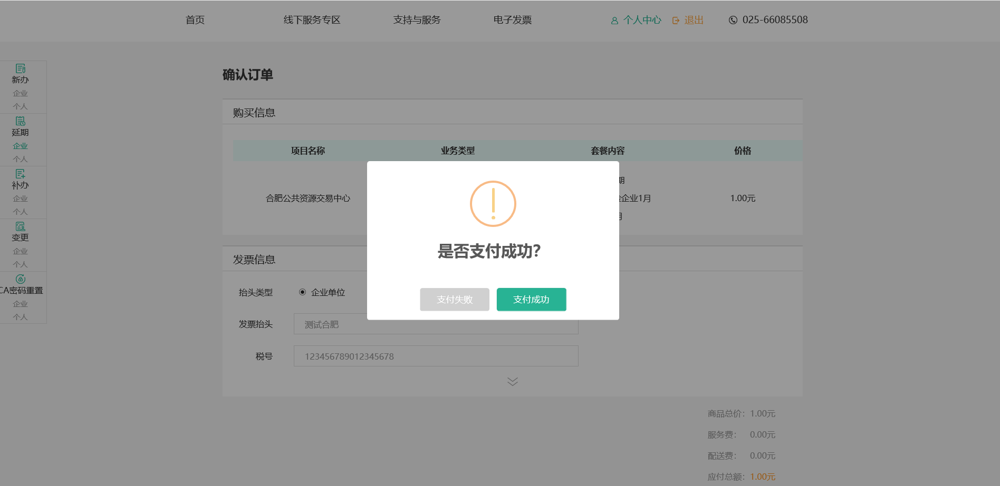 首页 线下服务专区 支持与服务 电子发票 个人中心 退出 025-66085508
新办
企业
个人
延期
企业
个人
补办
企业
个人
变更
企业
个人
CA密码重置
企业
个人
确认订单
购买信息
项目名称 业务类型 套餐内容 价格
期
合肥公共资源交易中心 企业1月 1.00元
月
是否支付成功?
支付失败 支付成功
发票信息
抬头类型 企业单位
发票抬头 测试合肥
税号 123456789012345678
商品总价: 1.00元
服务费: 0.00元
配送费: 0.00元
应付总额: 1.00元